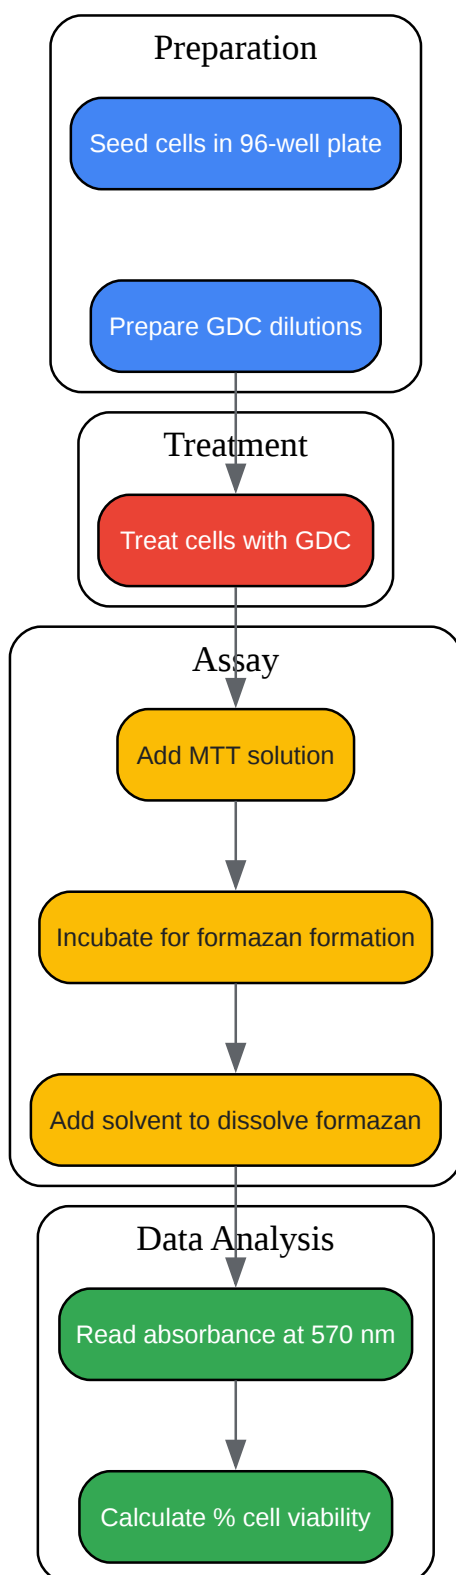 Preparation
Seed cells in 96-well plate
Prepare GDC dilutions
Treatment
Treat cells with GDC
Assay
Add MTT solution
Incubate for formazan formation
Add solvent to dissolve formazan
Data Analysis
Read absorbance at 570 nm
Calculate % cell viability